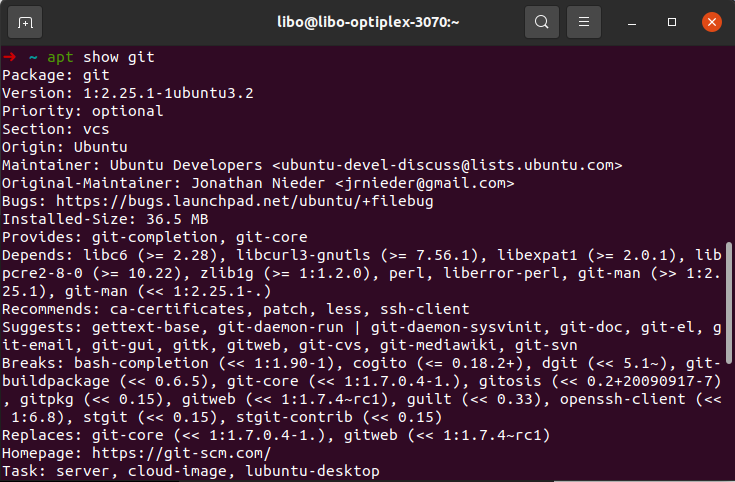 libo@libo-optiplex-3070:~
➜ ~ apt show git
Package: git
Version: 1:2.25.1-1ubuntu3.2
Priority: optional
Section: vcs
Origin: Ubuntu
Maintainer: Ubuntu Developers <ubuntu-devel-discuss@lists.ubuntu.com>
Original-Maintainer: Jonathan Nieder <jrnieder@gmail.com>
Bugs: https://bugs.launchpad.net/ubuntu/+filebug
Installed-Size: 36.5 MB
Provides: git-completion, git-core
Depends: libc6 (>= 2.28), libcurl3-gnutls (>= 7.56.1), libexpat1 (>= 2.0.1), lib
pcre2-8-0 (>= 10.22), zlib1g (>= 1:1.2.0), perl, liberror-perl, git-man (>> 1:2.
25.1), git-man (<< 1:2.25.1-.)
Recommends: ca-certificates, patch, less, ssh-client
Suggests: gettext-base, git-daemon-run | git-daemon-sysvinit, git-doc, git-el, g
it-email, git-gui, gitk, gitweb, git-cvs, git-mediawiki, git-svn
Breaks: bash-completion (<< 1:1.90-1), cogito (<= 0.18.2+), dgit (<< 5.1~), git-
buildpackage (<< 0.6.5), git-core (<< 1:1.7.0.4-1.), gitosis (<< 0.2+20090917-7)
, gitpkg (<< 0.15), gitweb (<< 1:1.7.4~rc1), guilt (<< 0.33), openssh-client (<<
 1:6.8), stgit (<< 0.15), stgit-contrib (<< 0.15)
Replaces: git-core (<< 1:1.7.0.4-1.), gitweb (<< 1:1.7.4~rc1)
Homepage: https://git-scm.com/
Task: server, cloud-image, lubuntu-desktop